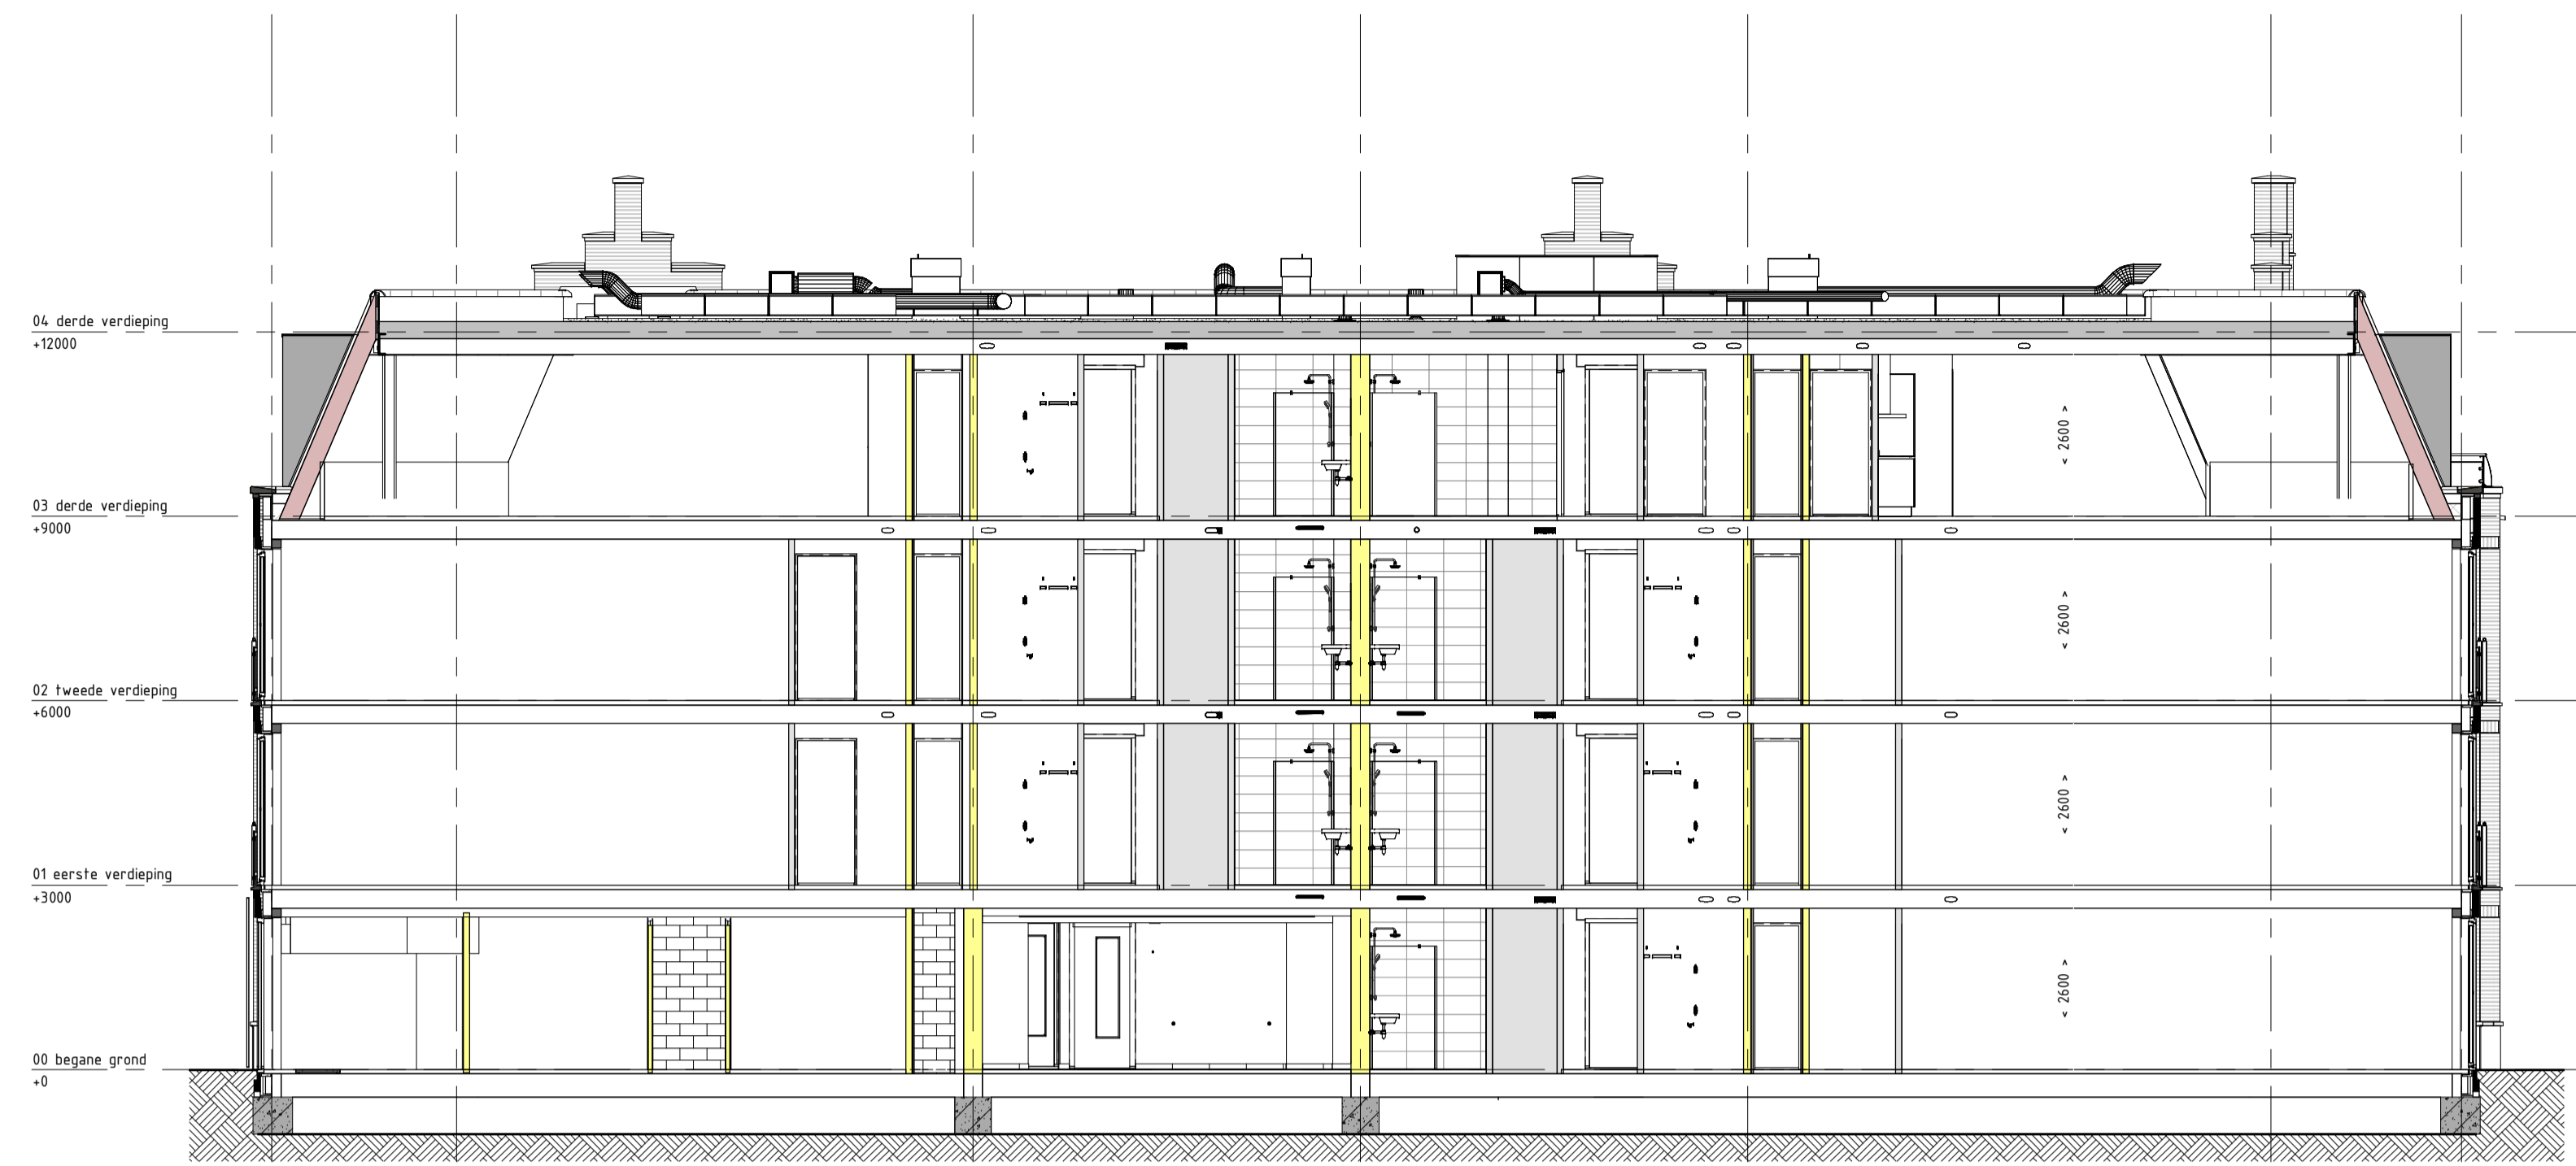 04 derde verdieping
+12000
< 2600 >
03 derde verdieping
+9000
< 2600 >
02 tweede verdieping
+6000
< 2600 >
01 eerste verdieping
+3000
< 2600 >
00 begane grond
+0